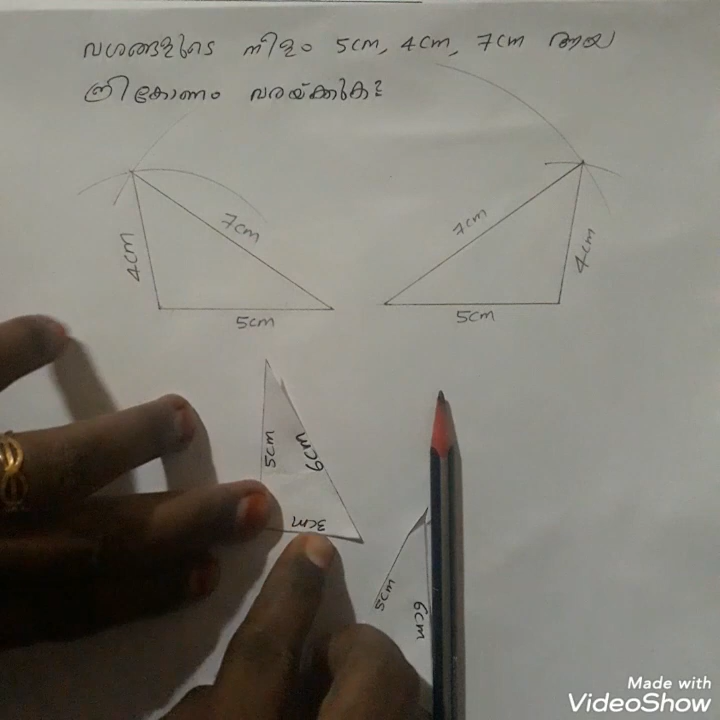 വശങ്ങളുടെ നീളം 5cm, 4cm, 7cm ആയ
ത്രികോണം വരയ്ക്കുക?
4cm
7cm
5cm
7cm
4cm
5cm
5cm
6cm
3cm
5cm
6cm
Made with
VideoShow